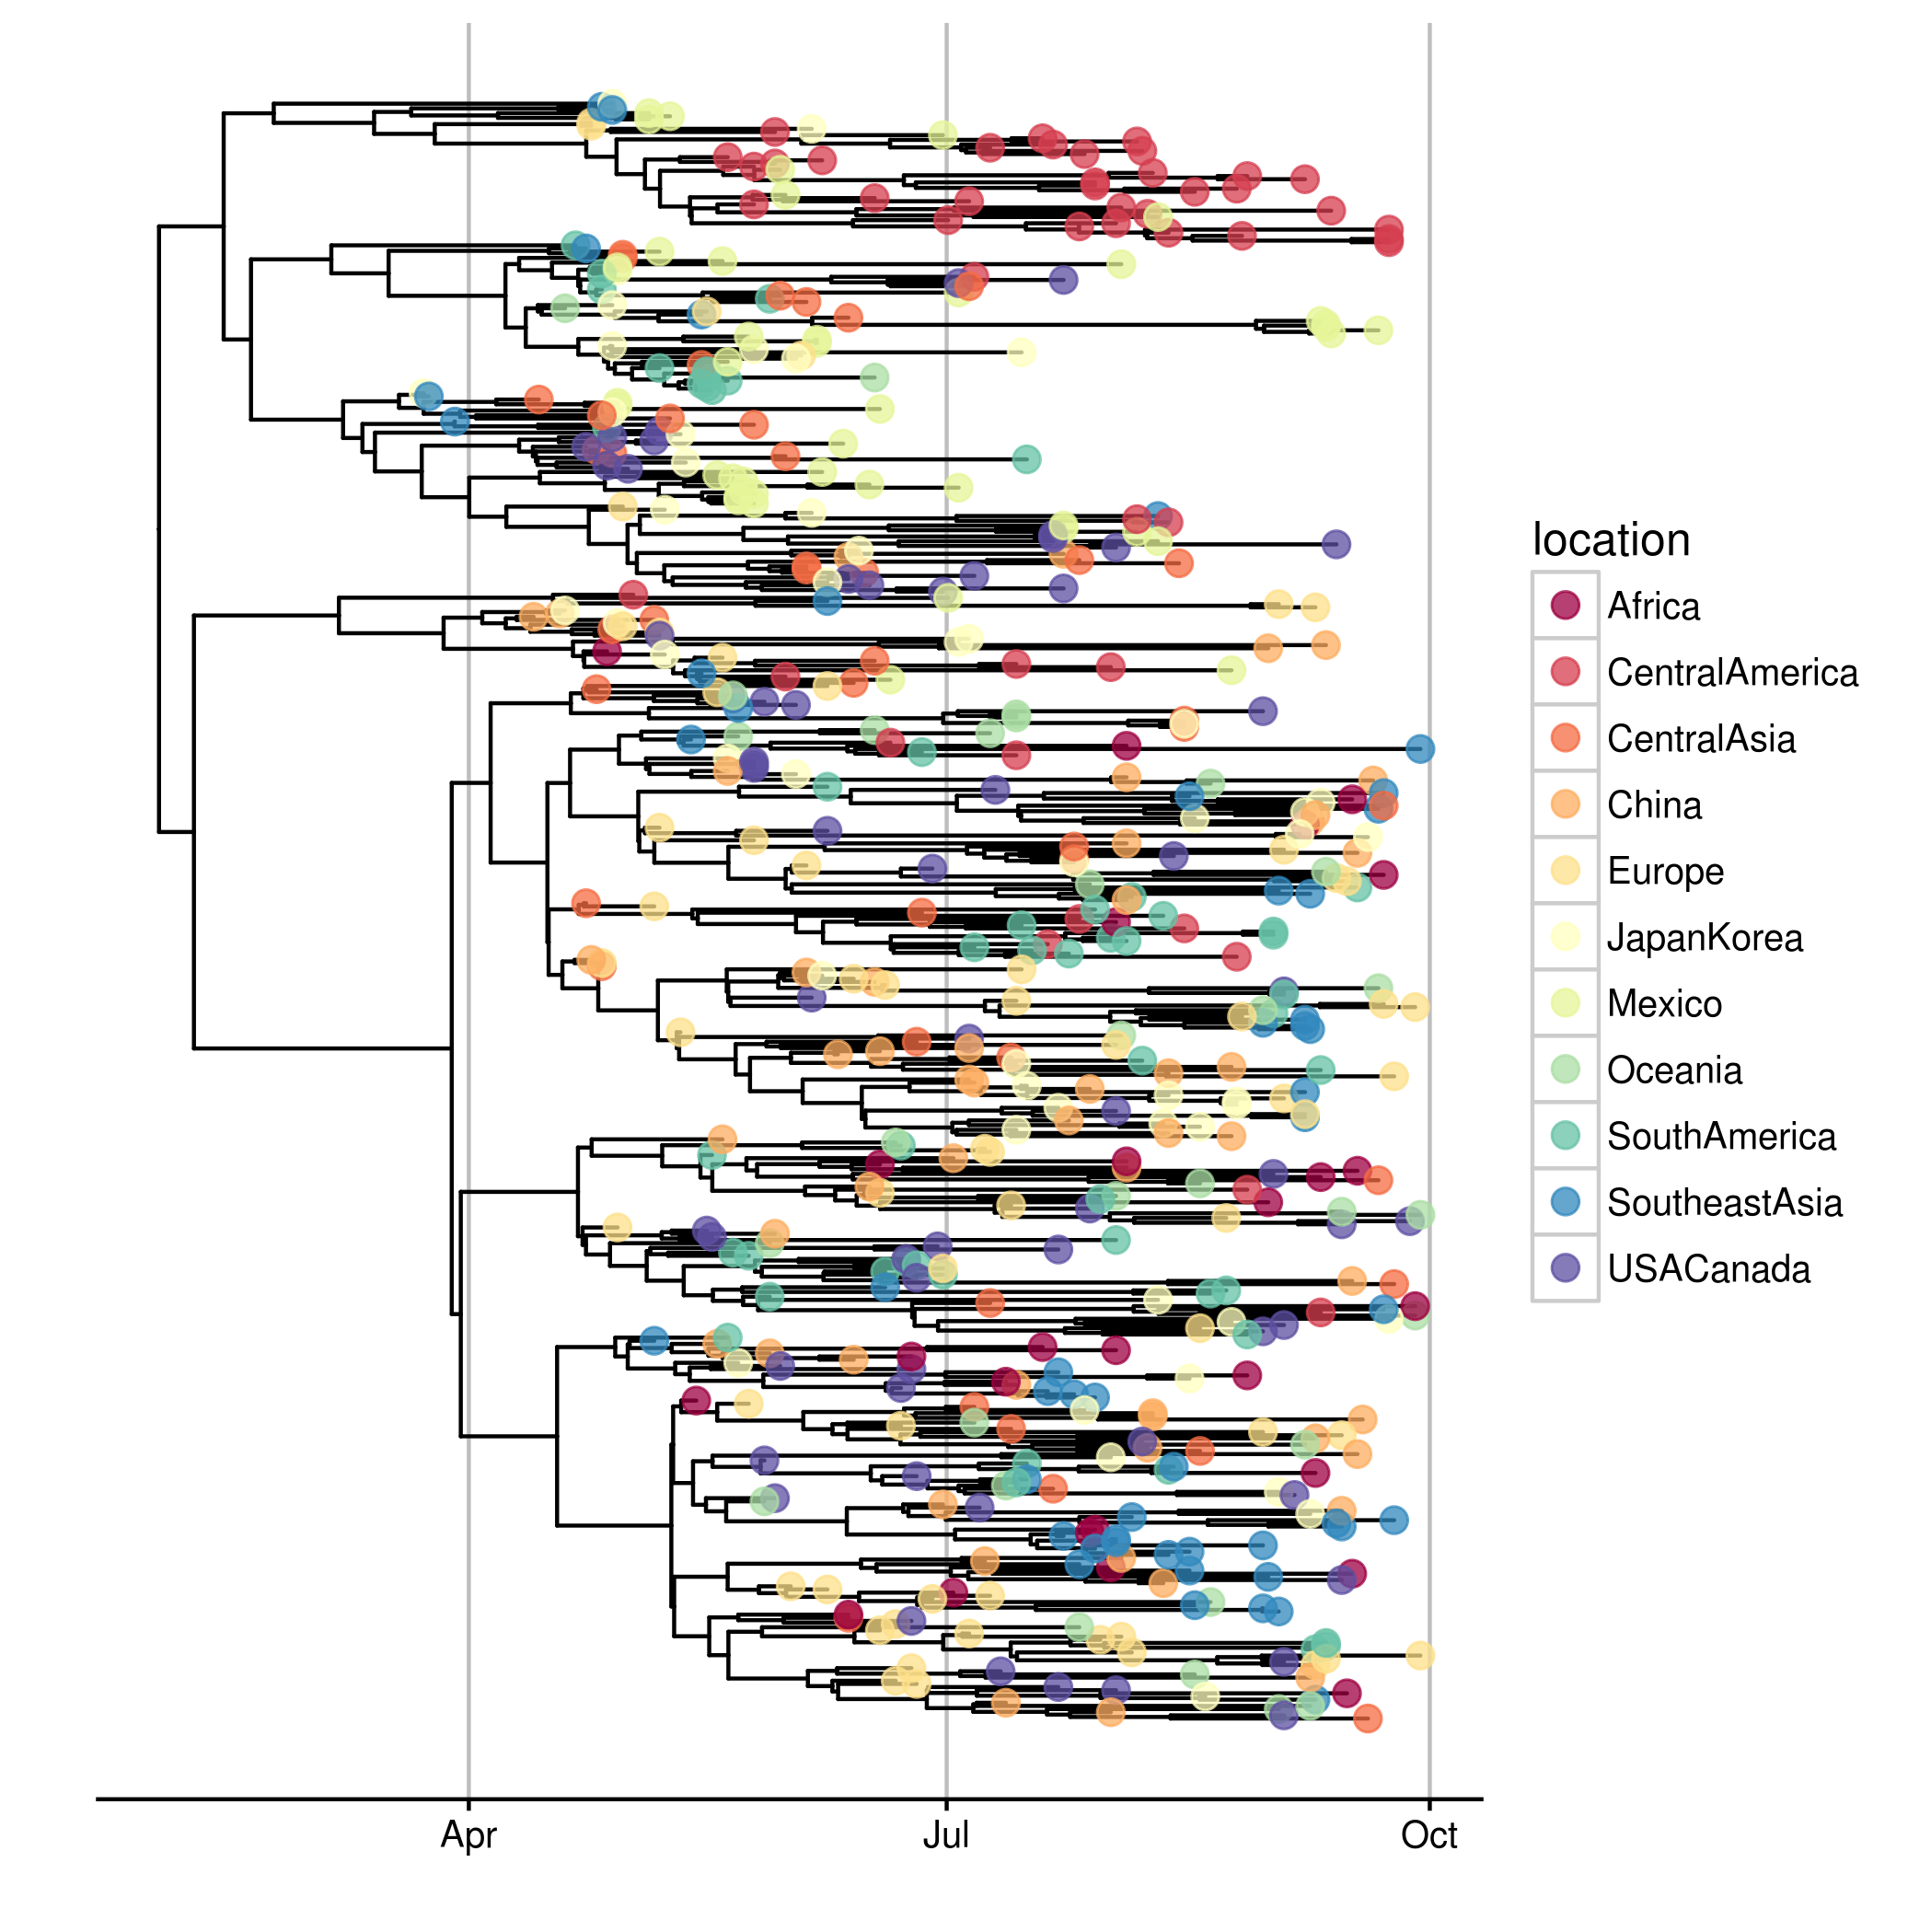 location
Africa
CentralAmerica
CentralAsia
China
Europe
JapanKorea
Mexico
Oceania
SouthAmerica
SoutheastAsia
USACanada
Apr Jul Oct